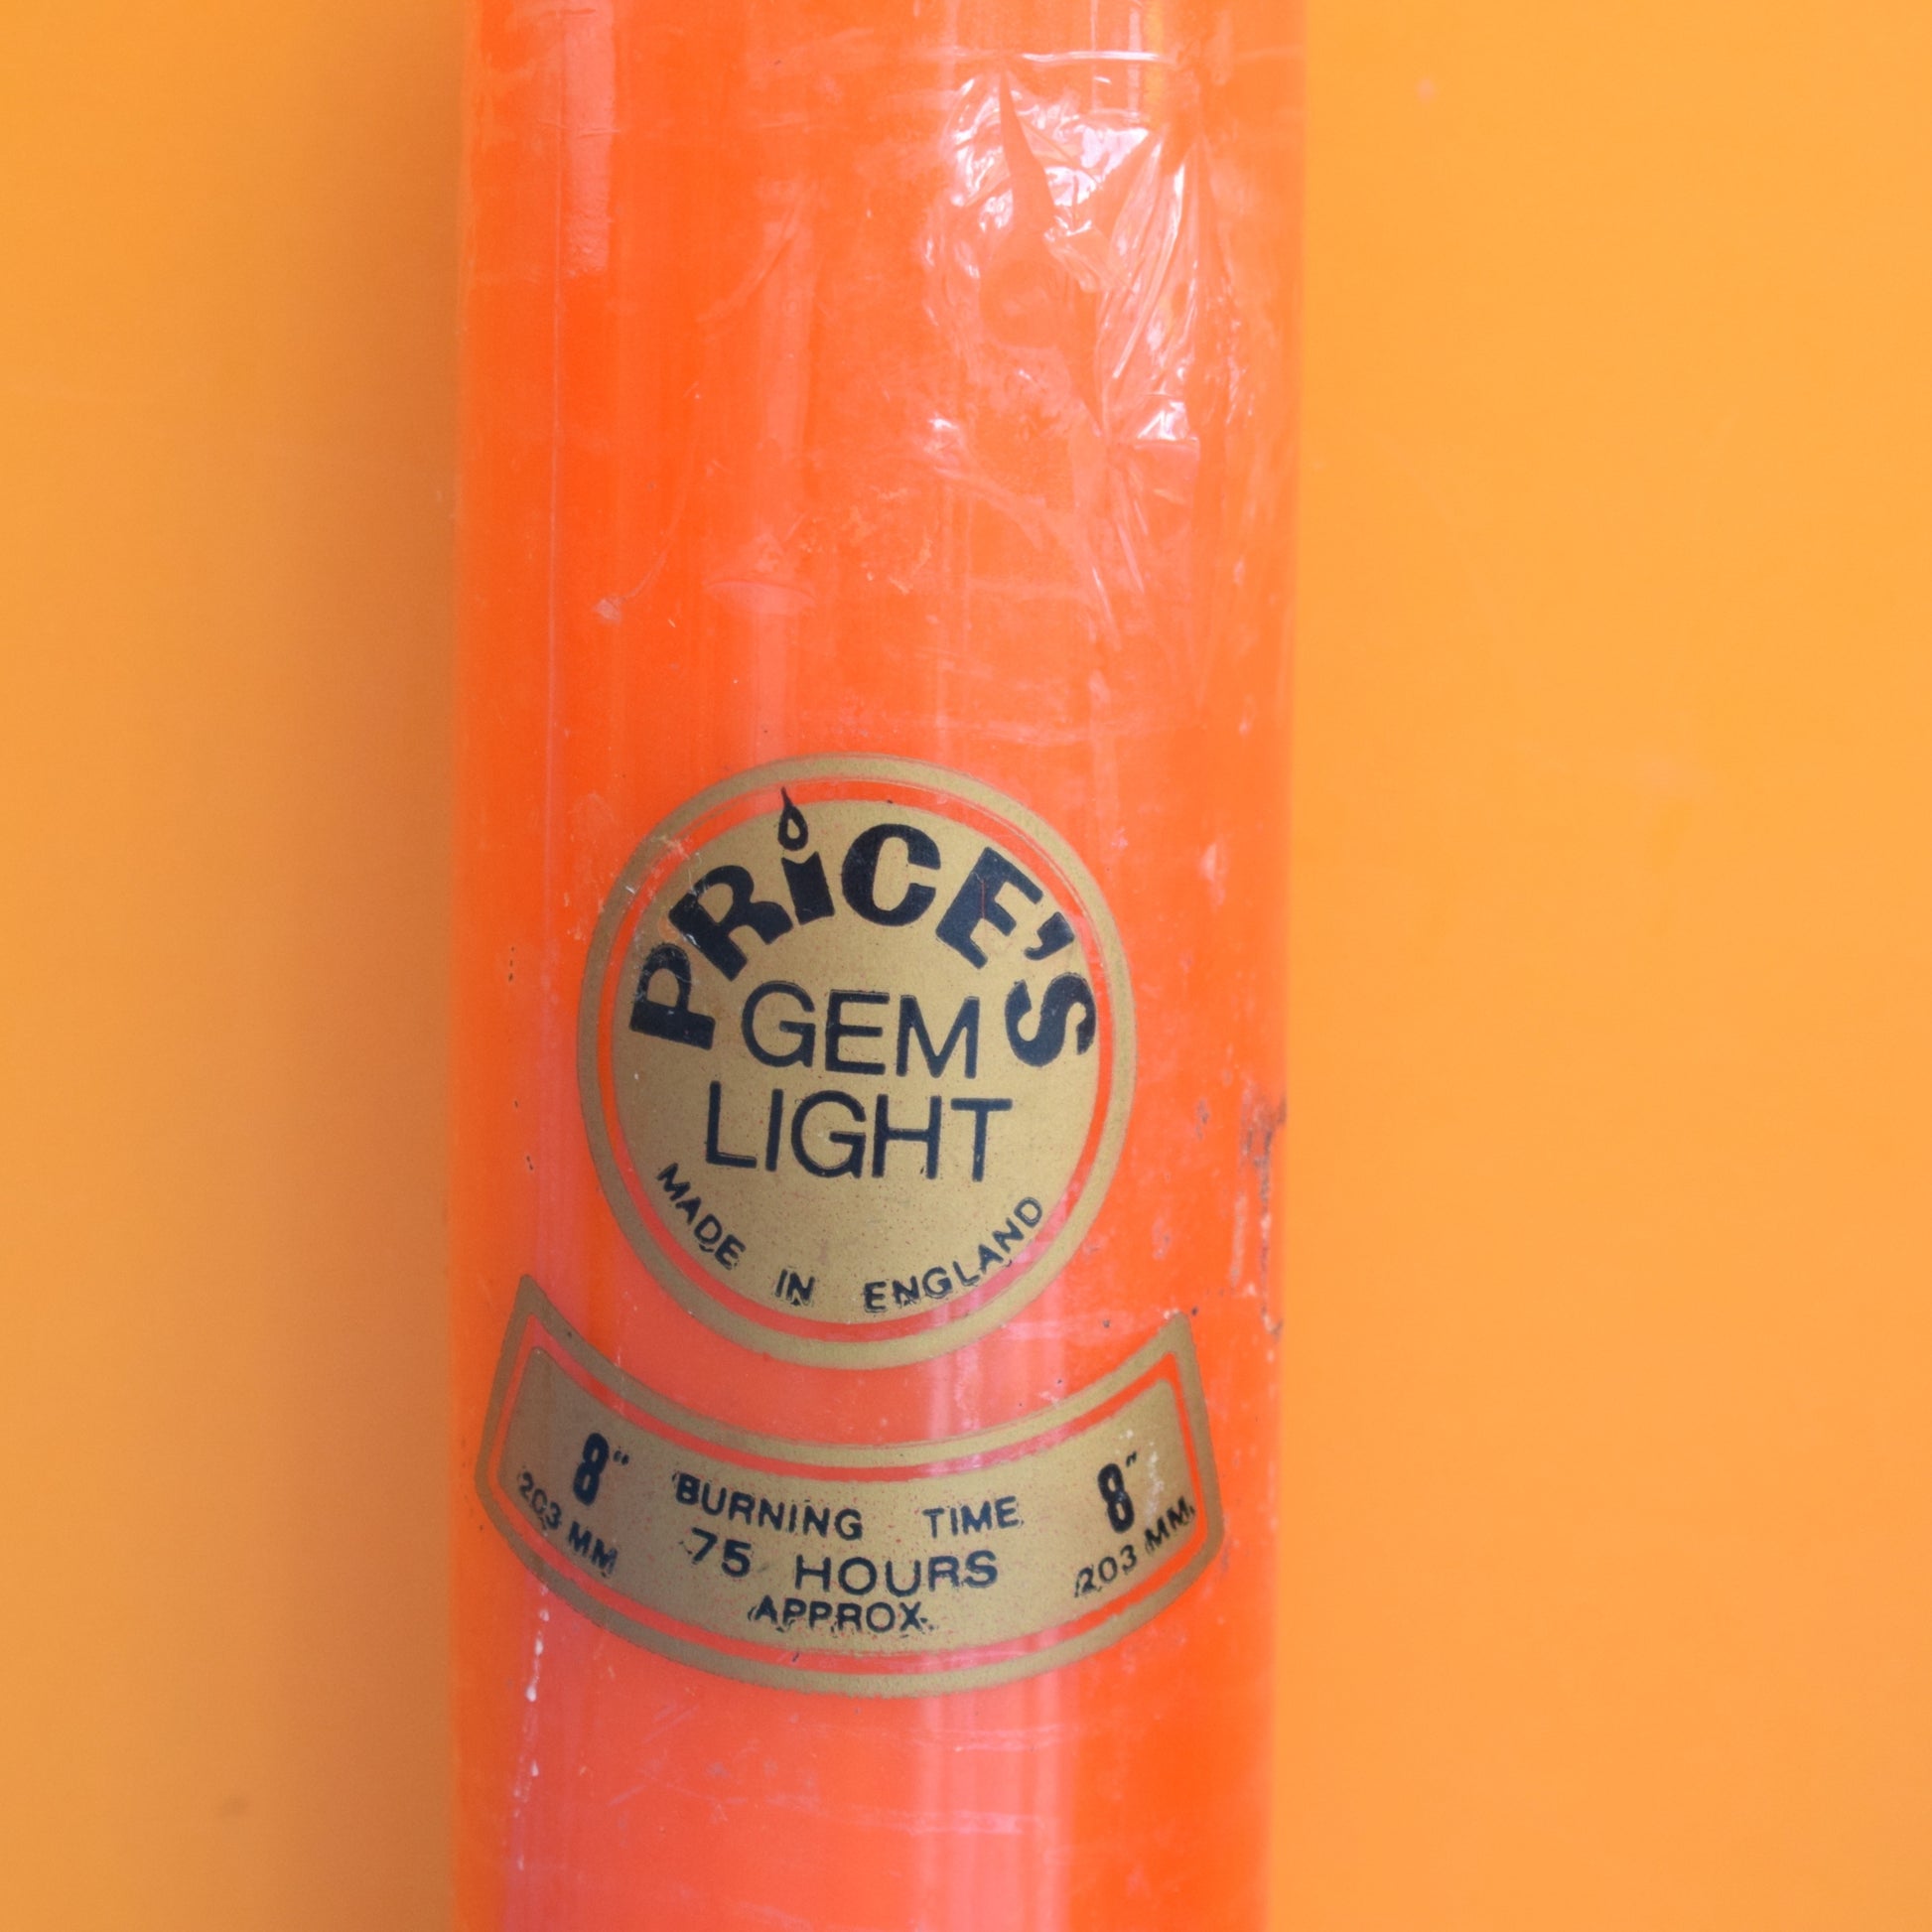 PRiCE'S
GEM
LIGHT
MADE IN ENGLAND
8" BURNING TIME 8"
203 MM 75 HOURS 203 MM.
APPROX.